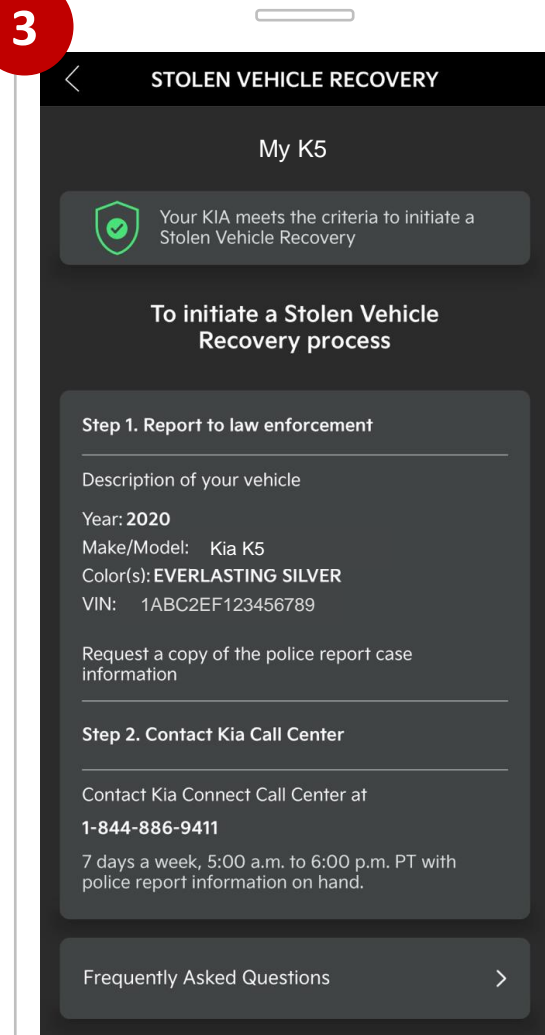 3
STOLEN VEHICLE RECOVERY
My K5
Your KIA meets the criteria to initiate a
Stolen Vehicle Recovery
To initiate a Stolen Vehicle
Recovery process
Step 1. Report to law enforcement
Description of your vehicle
Year: 2020
Make/Model: Kia K5
Color(s): EVERLASTING SILVER
VIN: 1ABC2EF123456789
Request a copy of the police report case
information
Step 2. Contact Kia Call Center
Contact Kia Connect Call Center at
1-844-886-9411
7 days a week, 5:00 a.m. to 6:00 p.m. PT with
police report information on hand.
Frequently Asked Questions